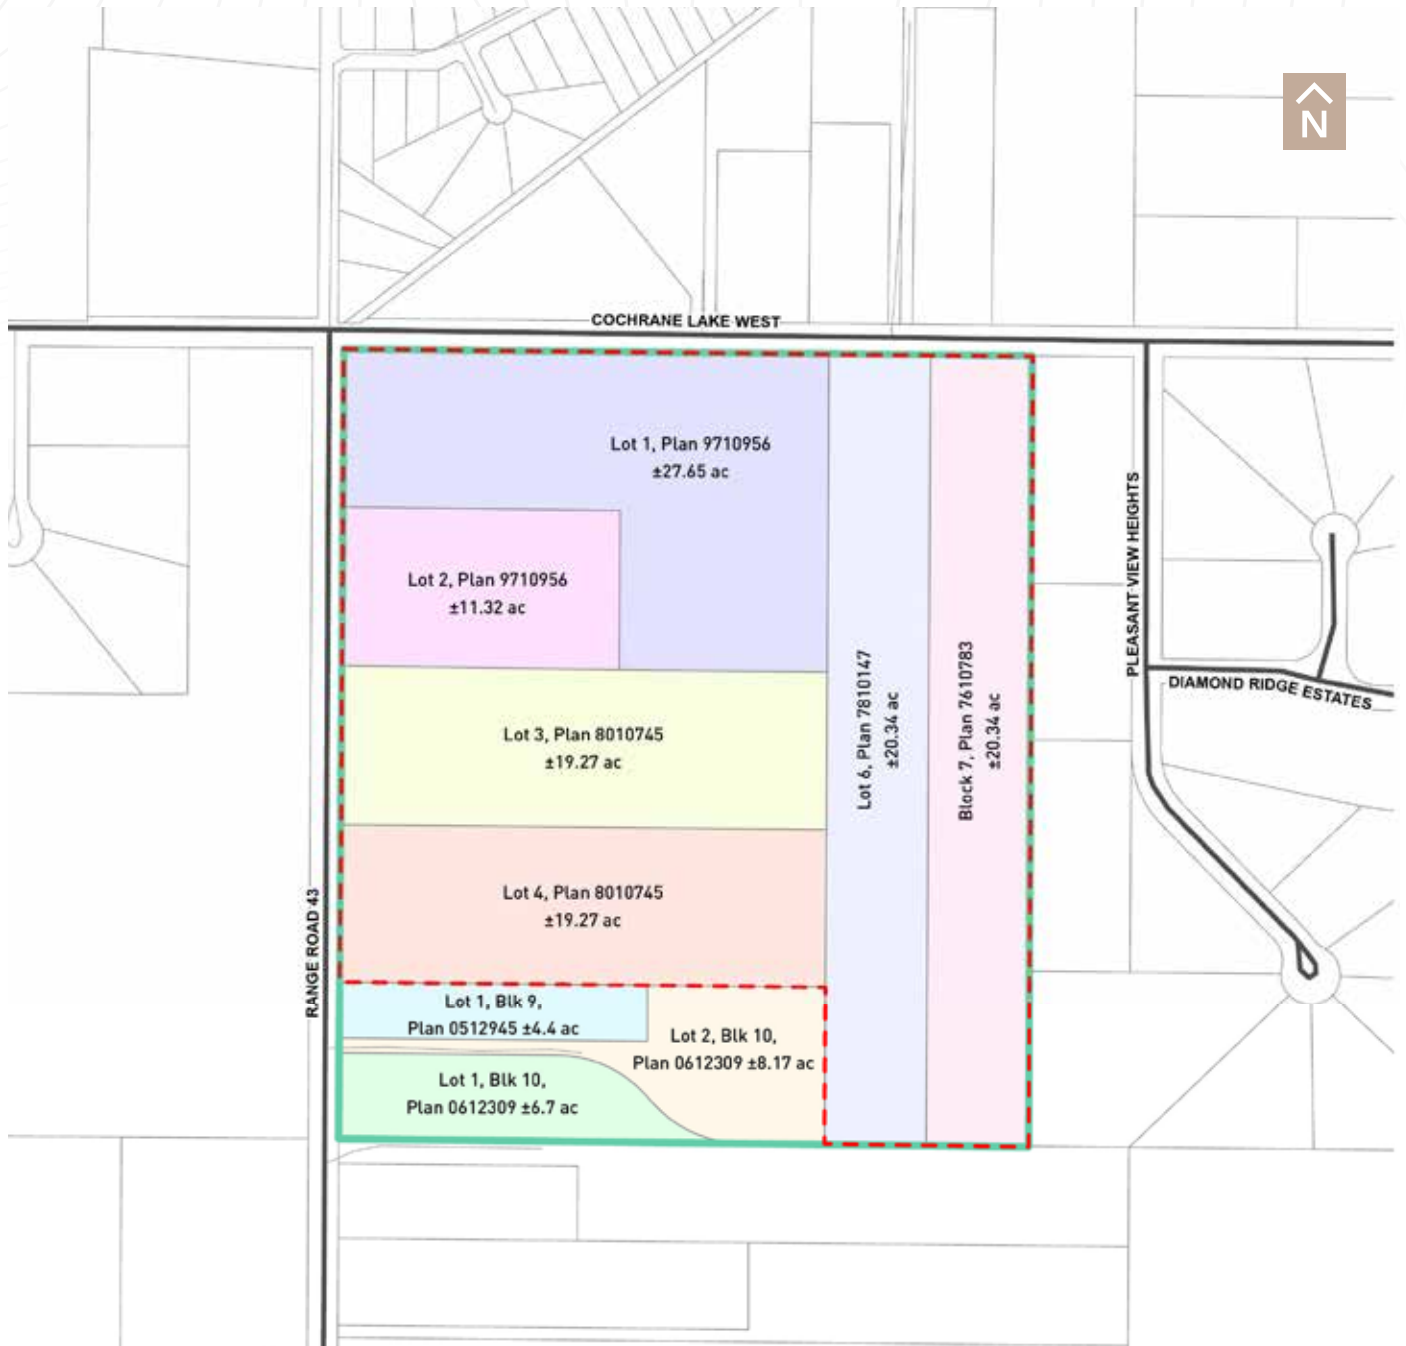 N
COCHRANE LAKE WEST
Lot 1, Plan 9710956
±27.65 ac
Lot 2, Plan 9710956
±11.32 ac
Lot 3, Plan 8010745
±19.27 ac
Lot 4, Plan 8010745
±19.27 ac
Lot 6, Plan 7810147
±20.34 ac
Block 7, Plan 7610783
±20.34 ac
PLEASANT VIEW HEIGHTS
DIAMOND RIDGE ESTATES
RANGE ROAD 43
Lot 1, Blk 9,
Plan 0512945 ±4.4 ac
Lot 2, Blk 10,
Plan 0612309 ±8.17 ac
Lot 1, Blk 10,
Plan 0612309 ±6.7 ac